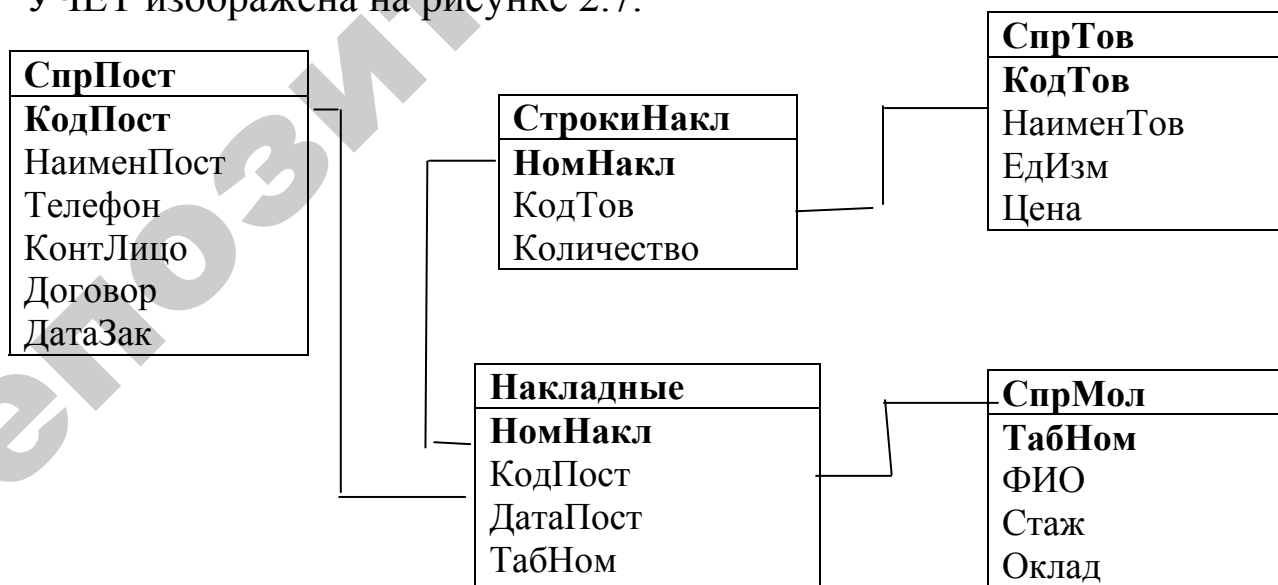 УЧЕТ изображена на рисунке 2.7.
СпрПост
КодПост
НаименПост
Телефон
КонтЛицо
Договор
ДатаЗак
СтрокиНакл
НомНакл
КодТов
Количество
СпрТов
КодТов
НаименТов
ЕдИзм
Цена
Накладные
НомНакл
КодПост
ДатаПост
ТабНом
СпрМол
ТабНом
ФИО
Стаж
Оклад